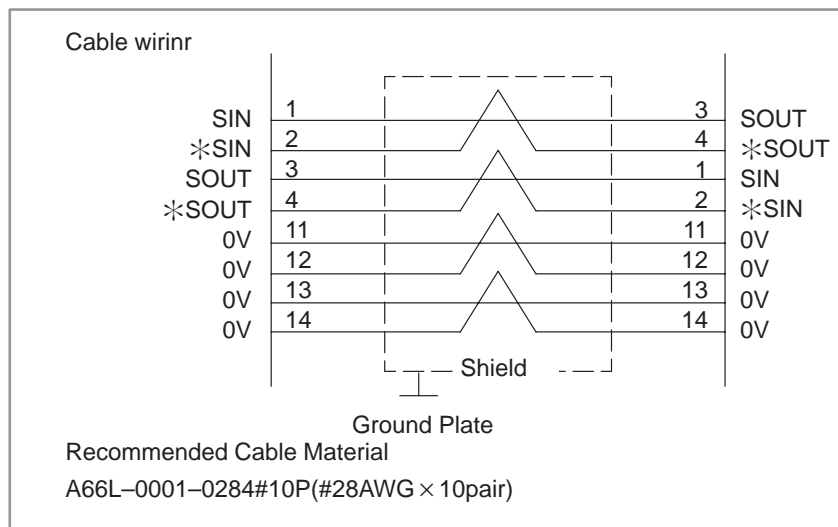 Cable wirinr
SIN 1 3 SOUT
✳SIN 2 4 ✳SOUT
SOUT 3 1 SIN
✳SOUT 4 2 ✳SIN
0V 11 11 0V
0V 12 12 0V
0V 13 13 0V
0V 14 14 0V
Shield
Ground Plate
Recommended Cable Material
A66L–0001–0284#10P(#28AWG×10pair)